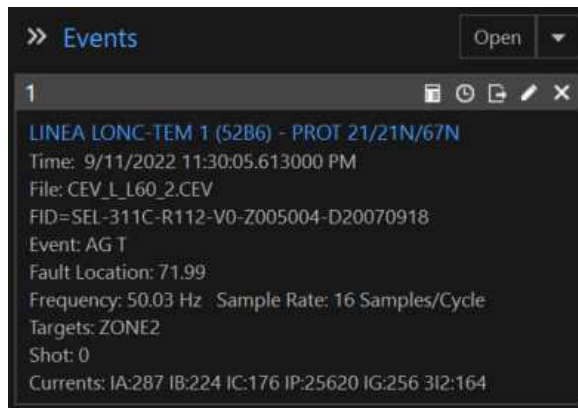 » Events Open
1
LINEA LONC-TEM 1 (52B6) - PROT 21/21N/67N
Time: 9/11/2022 11:30:05.613000 PM
File: CEV_L_L60_2.CEV
FID=SEL-311C-R112-V0-Z005004-D20070918
Event: AG T
Fault Location: 71.99
Frequency: 50.03 Hz Sample Rate: 16 Samples/Cycle
Targets: ZONE2
Shot: 0
Currents: IA:287 IB:224 IC:176 IP:25620 IG:256 3I2:164